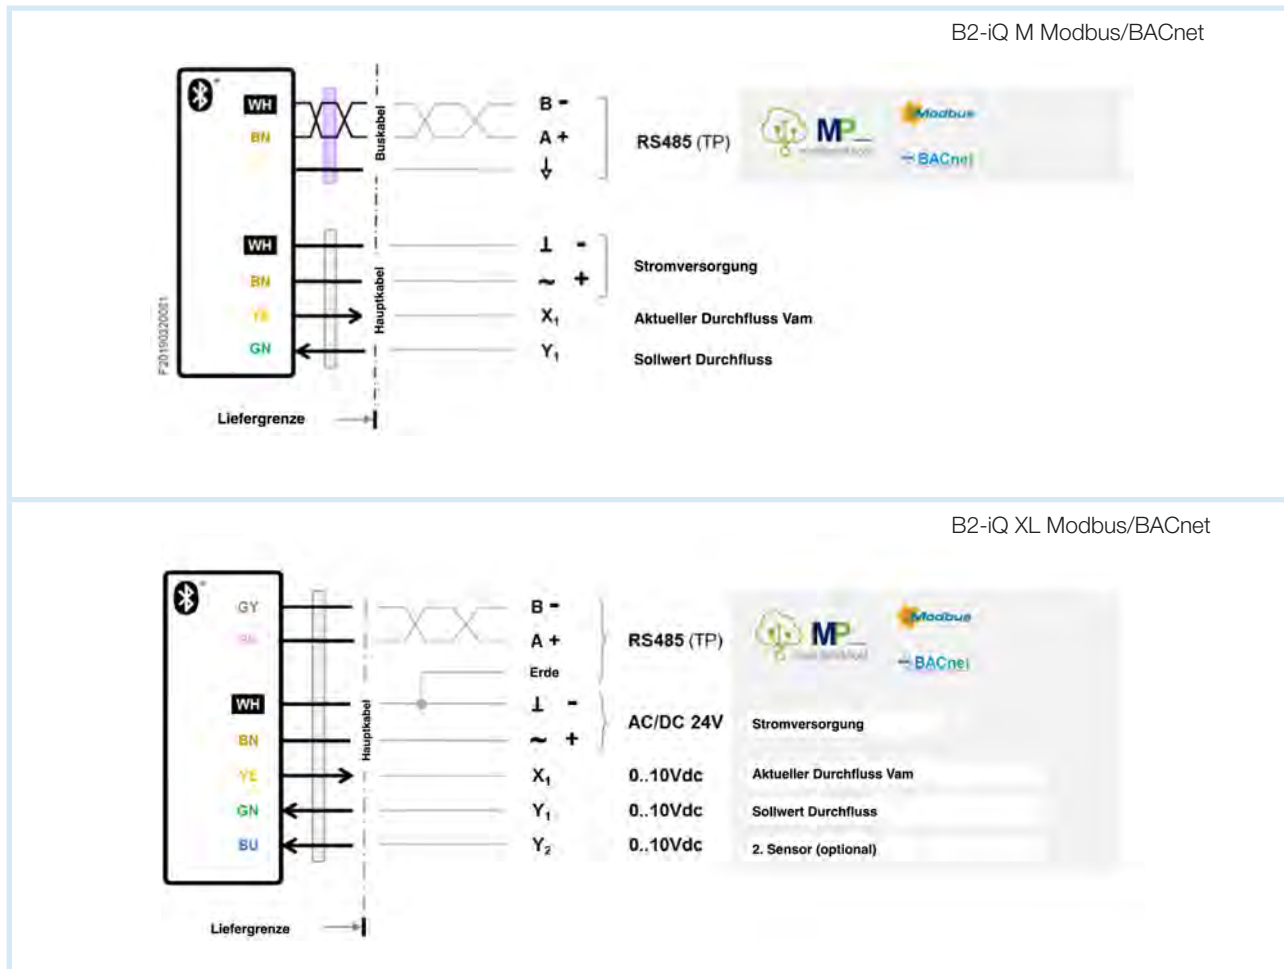 B2-iQ M Modbus/BACnet
WH
BN
WH
BN
YE
GN
F20190320081
Buskabel
Hauptkabel
Liefergrenze
B -
A +
RS485 (TP)
⊥ -
~ +
Stromversorgung
X₁
Aktueller Durchfluss Vam
Y₁
Sollwert Durchfluss
MP
Modbus
BACnet
B2-iQ XL Modbus/BACnet
GY
WH
BN
YE
GN
BU
Hauptkabel
Liefergrenze
B -
A +
Erde
RS485 (TP)
⊥ -
~ +
AC/DC 24V
Stromversorgung
X₁
0..10Vdc
Aktueller Durchfluss Vam
Y₁
0..10Vdc
Sollwert Durchfluss
Y₂
0..10Vdc
2. Sensor (optional)
MP
Modbus
BACnet